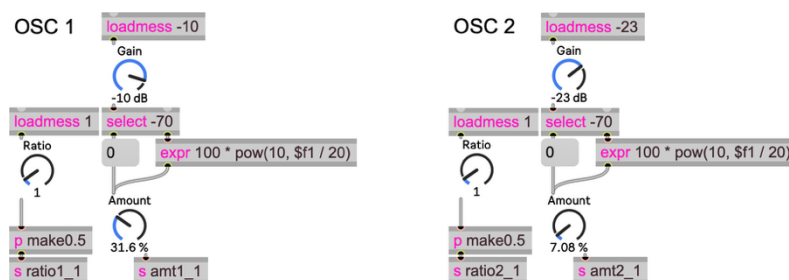 OSC 1
loadmess -10
Gain
-10 dB
loadmess 1
select -70
Ratio
0
expr 100 * pow(10, $f1 / 20)
1
Amount
p make0.5
31.6 %
s ratio1_1
s amt1_1
OSC 2
loadmess -23
Gain
-23 dB
loadmess 1
select -70
Ratio
0
expr 100 * pow(10, $f1 / 20)
1
Amount
p make0.5
7.08 %
s ratio2_1
s amt2_1